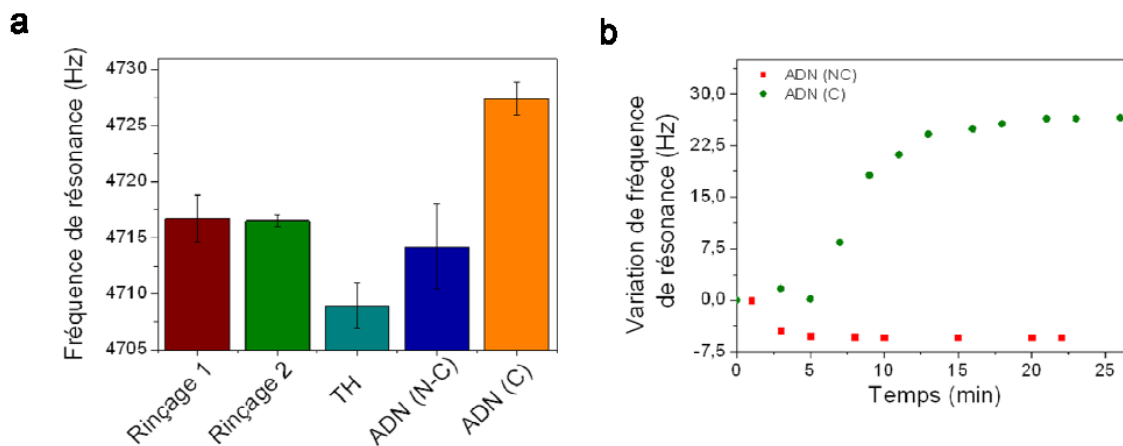 a
Fréquence de résonance (Hz)
4730
4725
4720
4715
4710
4705
Rinçage 1
Rinçage 2
TH
ADN (N-C)
ADN (C)
b
Variation de fréquence
de résonance (Hz)
ADN (NC)
ADN (C)
30,0
22,5
15,0
7,5
0,0
-7,5
0 5 10 15 20 25
Temps (min)